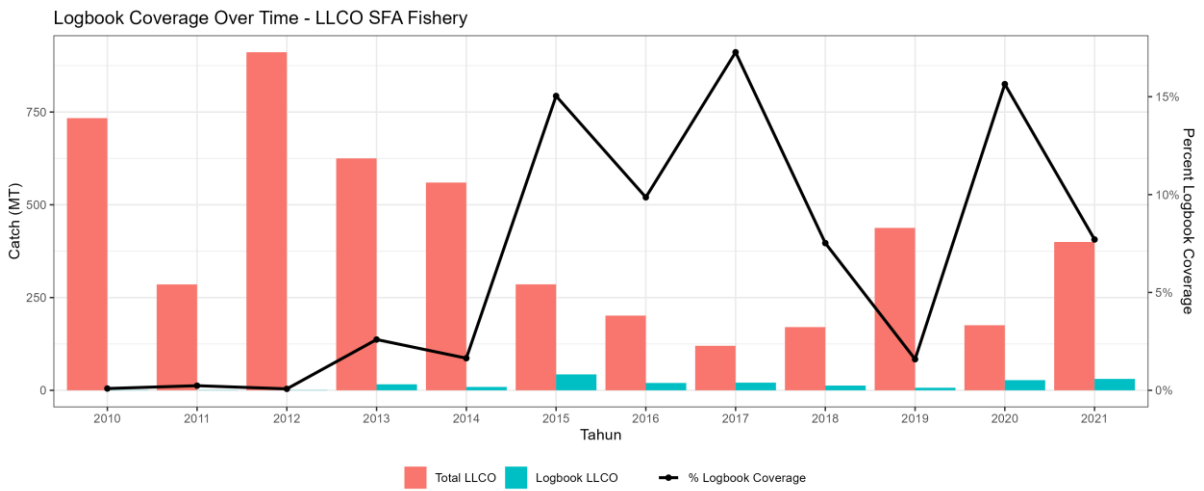 Logbook Coverage Over Time - LLCO SFA Fishery
Catch (MT)
750
500
250
0
15%
10%
5%
0%
Percent Logbook Coverage
2010 2011 2012 2013 2014 2015 2016 2017 2018 2019 2020 2021
Tahun
Total LLCO Logbook LLCO % Logbook Coverage